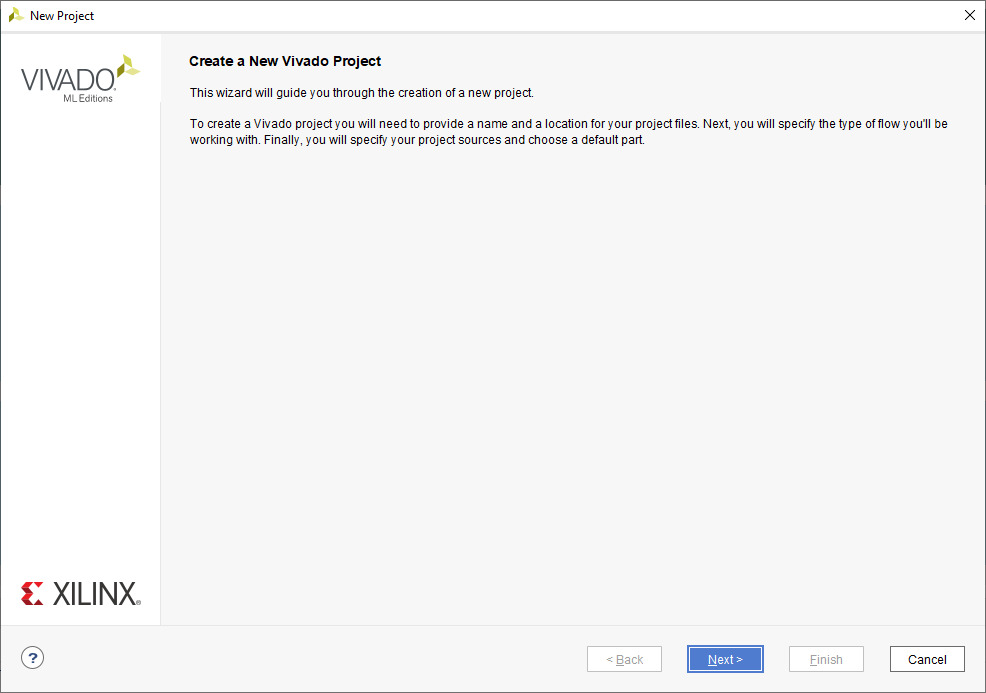 New Project
VIVADO
ML Editions
Create a New Vivado Project
This wizard will guide you through the creation of a new project.
To create a Vivado project you will need to provide a name and a location for your project files. Next, you will specify the type of flow you'll be
working with. Finally, you will specify your project sources and choose a default part.
XILINX
?
< Back
Next >
Finish
Cancel